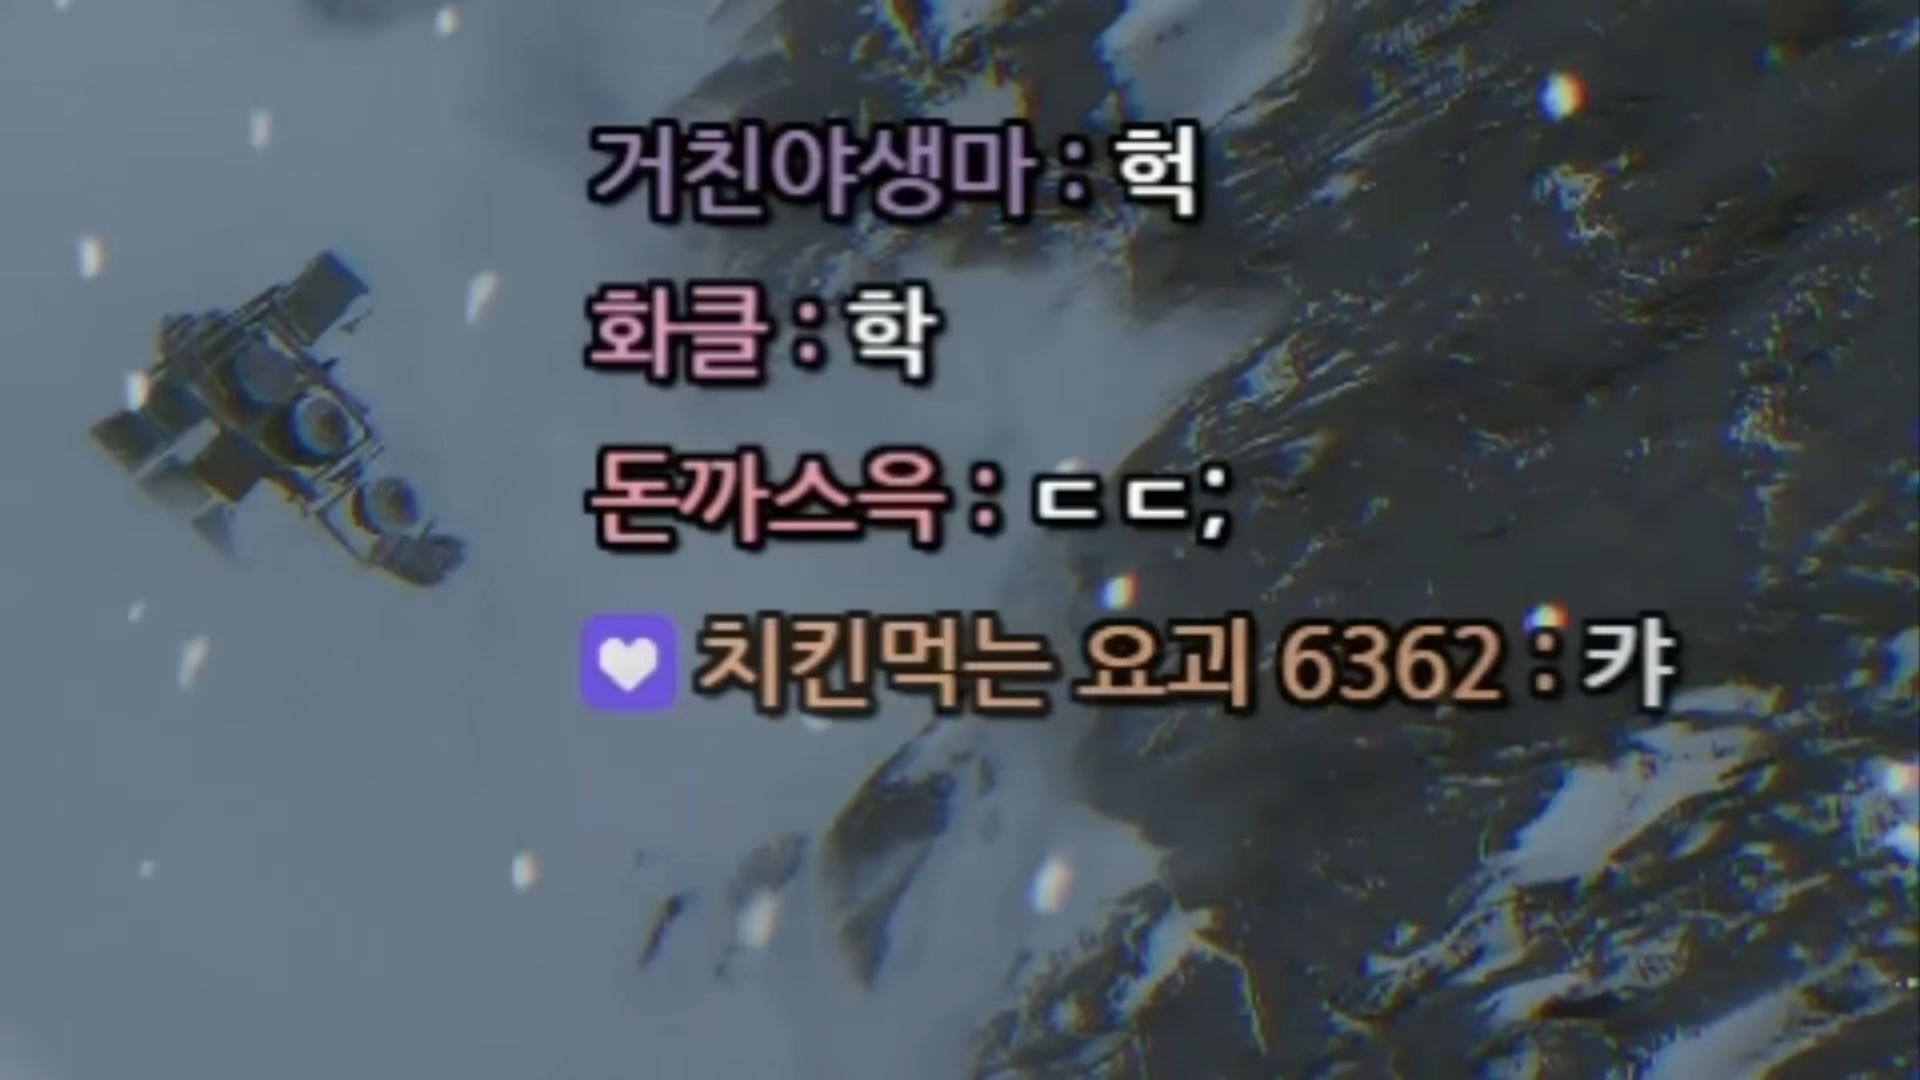 거친야생마 : 헉
화클 : 학
돈까스윽 : ㄷㄷ;
치킨먹는 요괴 6362 : 캬